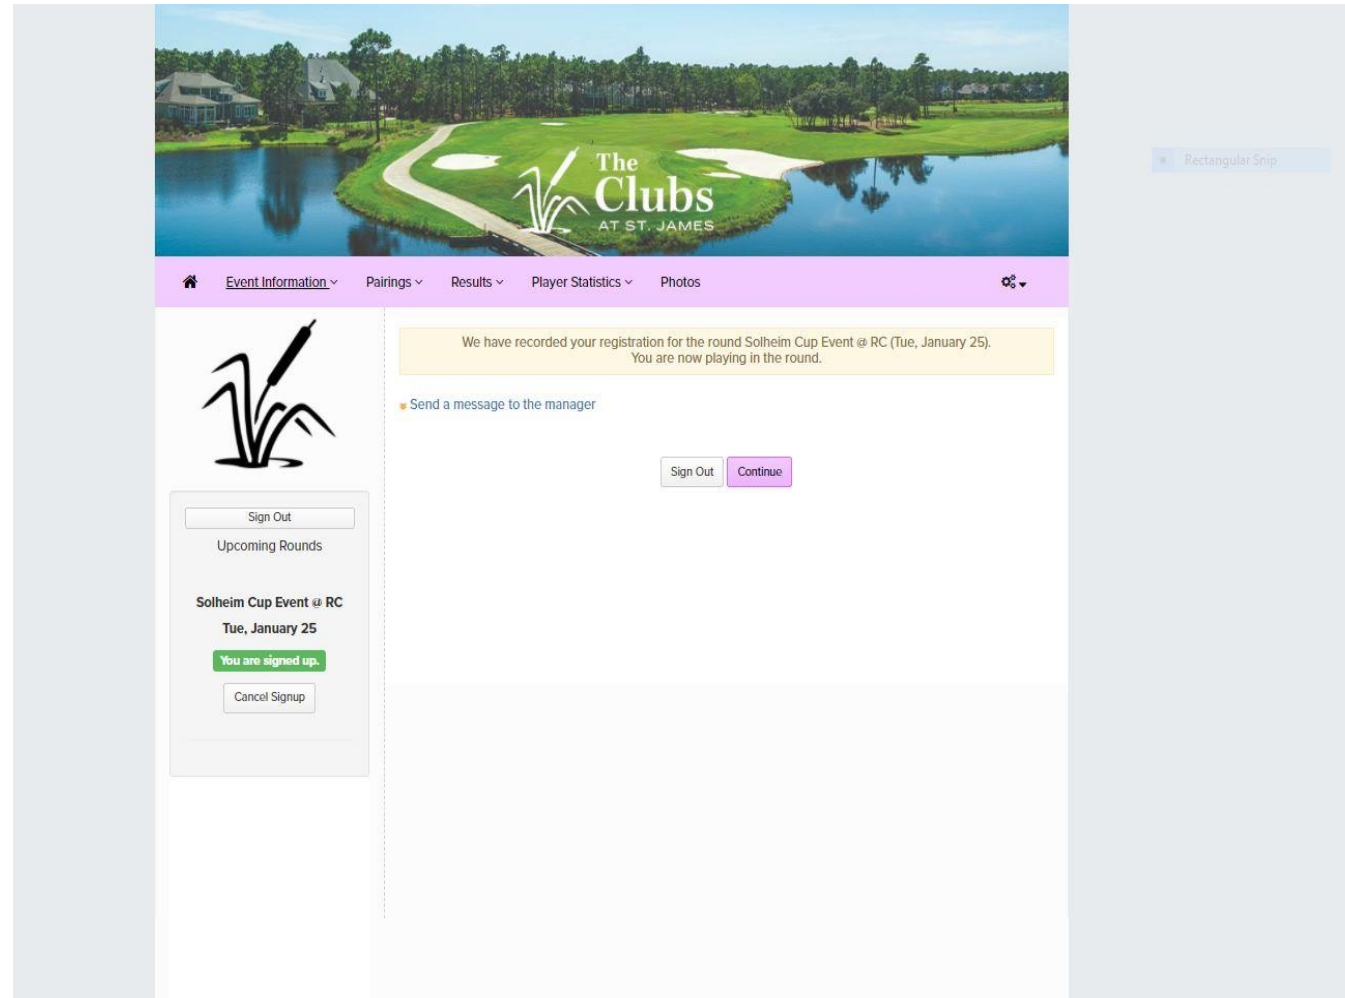 The
Clubs
AT ST. JAMES
Event Information
Pairings
Results
Player Statistics
Photos
We have recorded your registration for the round Solheim Cup Event @ RC (Tue, January 25).
You are now playing in the round.
Send a message to the manager
Sign Out
Continue
Sign Out
Upcoming Rounds
Solheim Cup Event @ RC
Tue, January 25
You are signed up.
Cancel Signup
Rectangular Snip